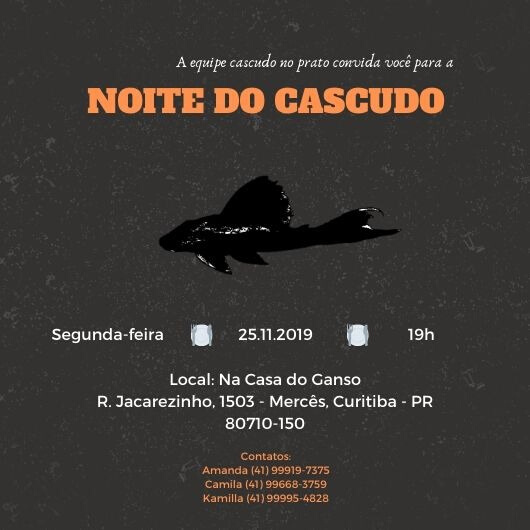 A equipe cascudo no prato convida você para a
NOITE DO CASCUDO
Segunda-feira 25.11.2019 19h
Local: Na Casa do Ganso
R. Jacarezinho, 1503 - Mercês, Curitiba - PR
80710-150
Contatos:
Amanda (41) 99919-7375
Camila (41) 99668-3759
Kamilla (41) 99995-4828